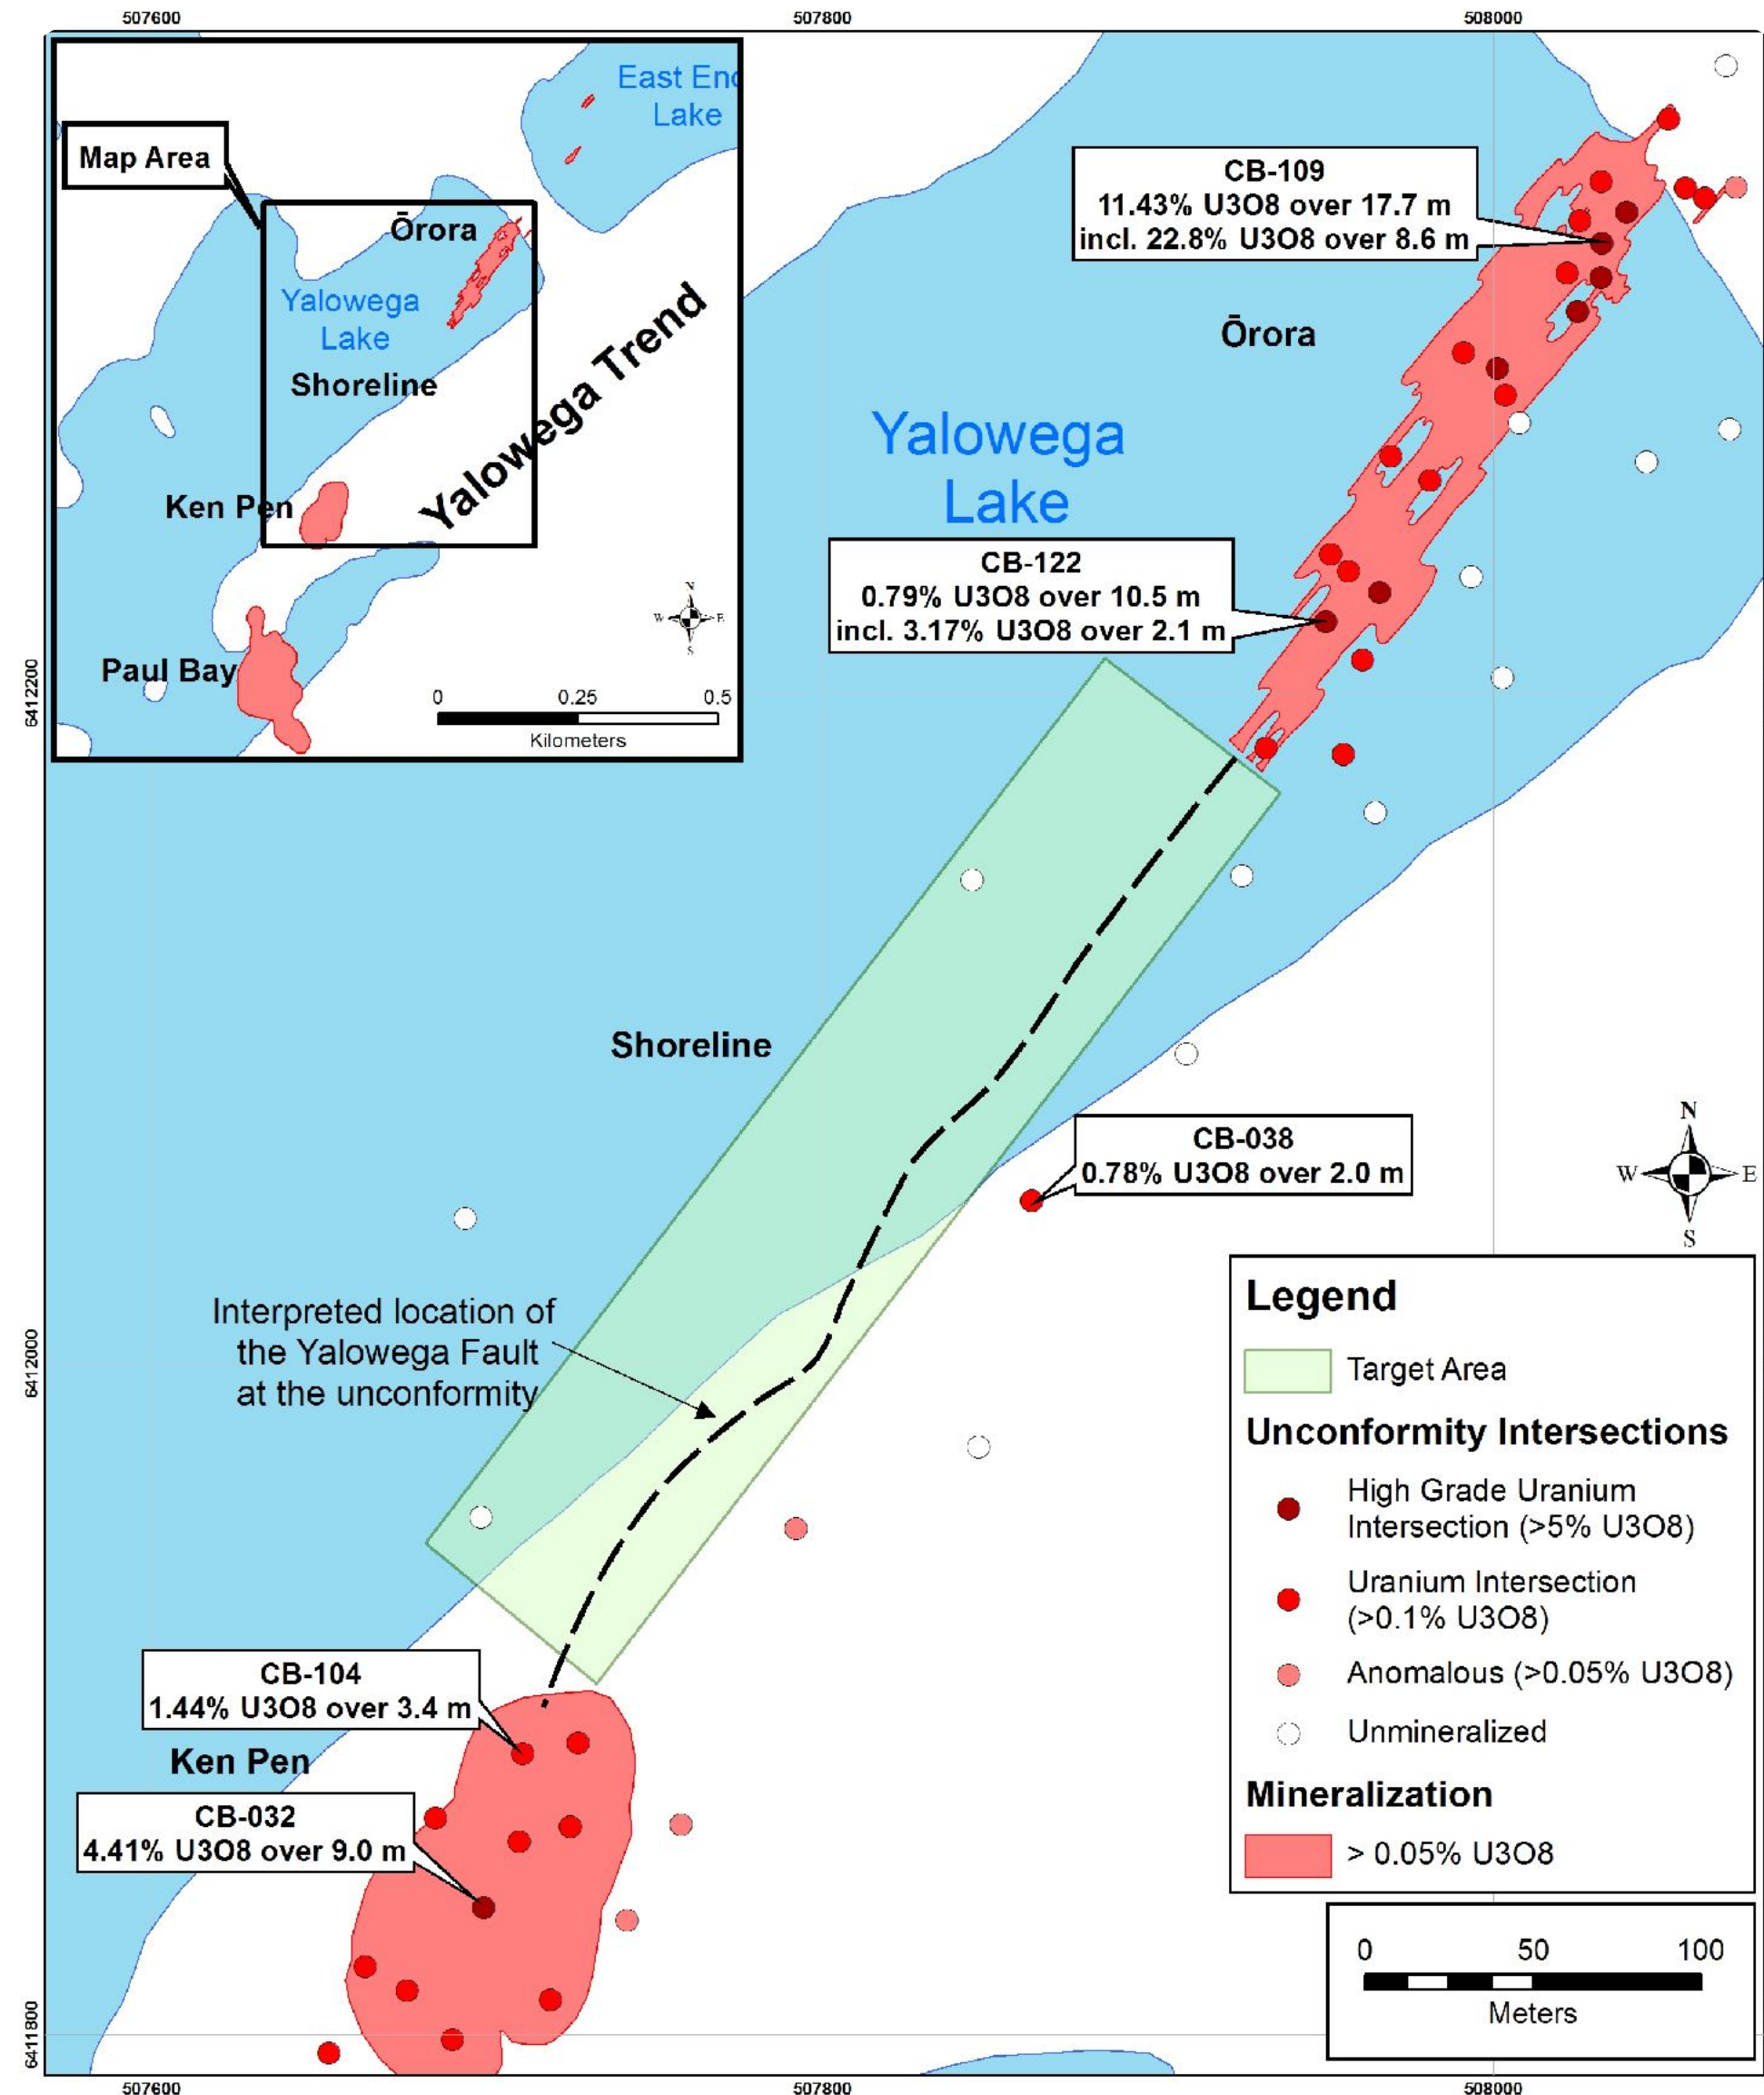 507600
507800
508000
East End
Lake
Map Area
Ōrora
Yalowega
Lake
Shoreline
Yalowega Trend
Ken Pen
Paul Bay
N
W
E
S
0
0.25
0.5
Kilometers
CB-109
11.43% U3O8 over 17.7 m
incl. 22.8% U3O8 over 8.6 m
Ōrora
Yalowega
Lake
CB-122
0.79% U3O8 over 10.5 m
incl. 3.17% U3O8 over 2.1 m
6412200
Shoreline
CB-038
0.78% U3O8 over 2.0 m
N
W
E
S
Interpreted location of
the Yalowega Fault
at the unconformity
6412000
CB-104
1.44% U3O8 over 3.4 m
Ken Pen
CB-032
4.41% U3O8 over 9.0 m
6411800
Legend
Target Area
Unconformity Intersections
High Grade Uranium
Intersection (>5% U3O8)
Uranium Intersection
(>0.1% U3O8)
Anomalous (>0.05% U3O8)
Unmineralized
Mineralization
> 0.05% U3O8
0
50
100
Meters
507600
507800
508000